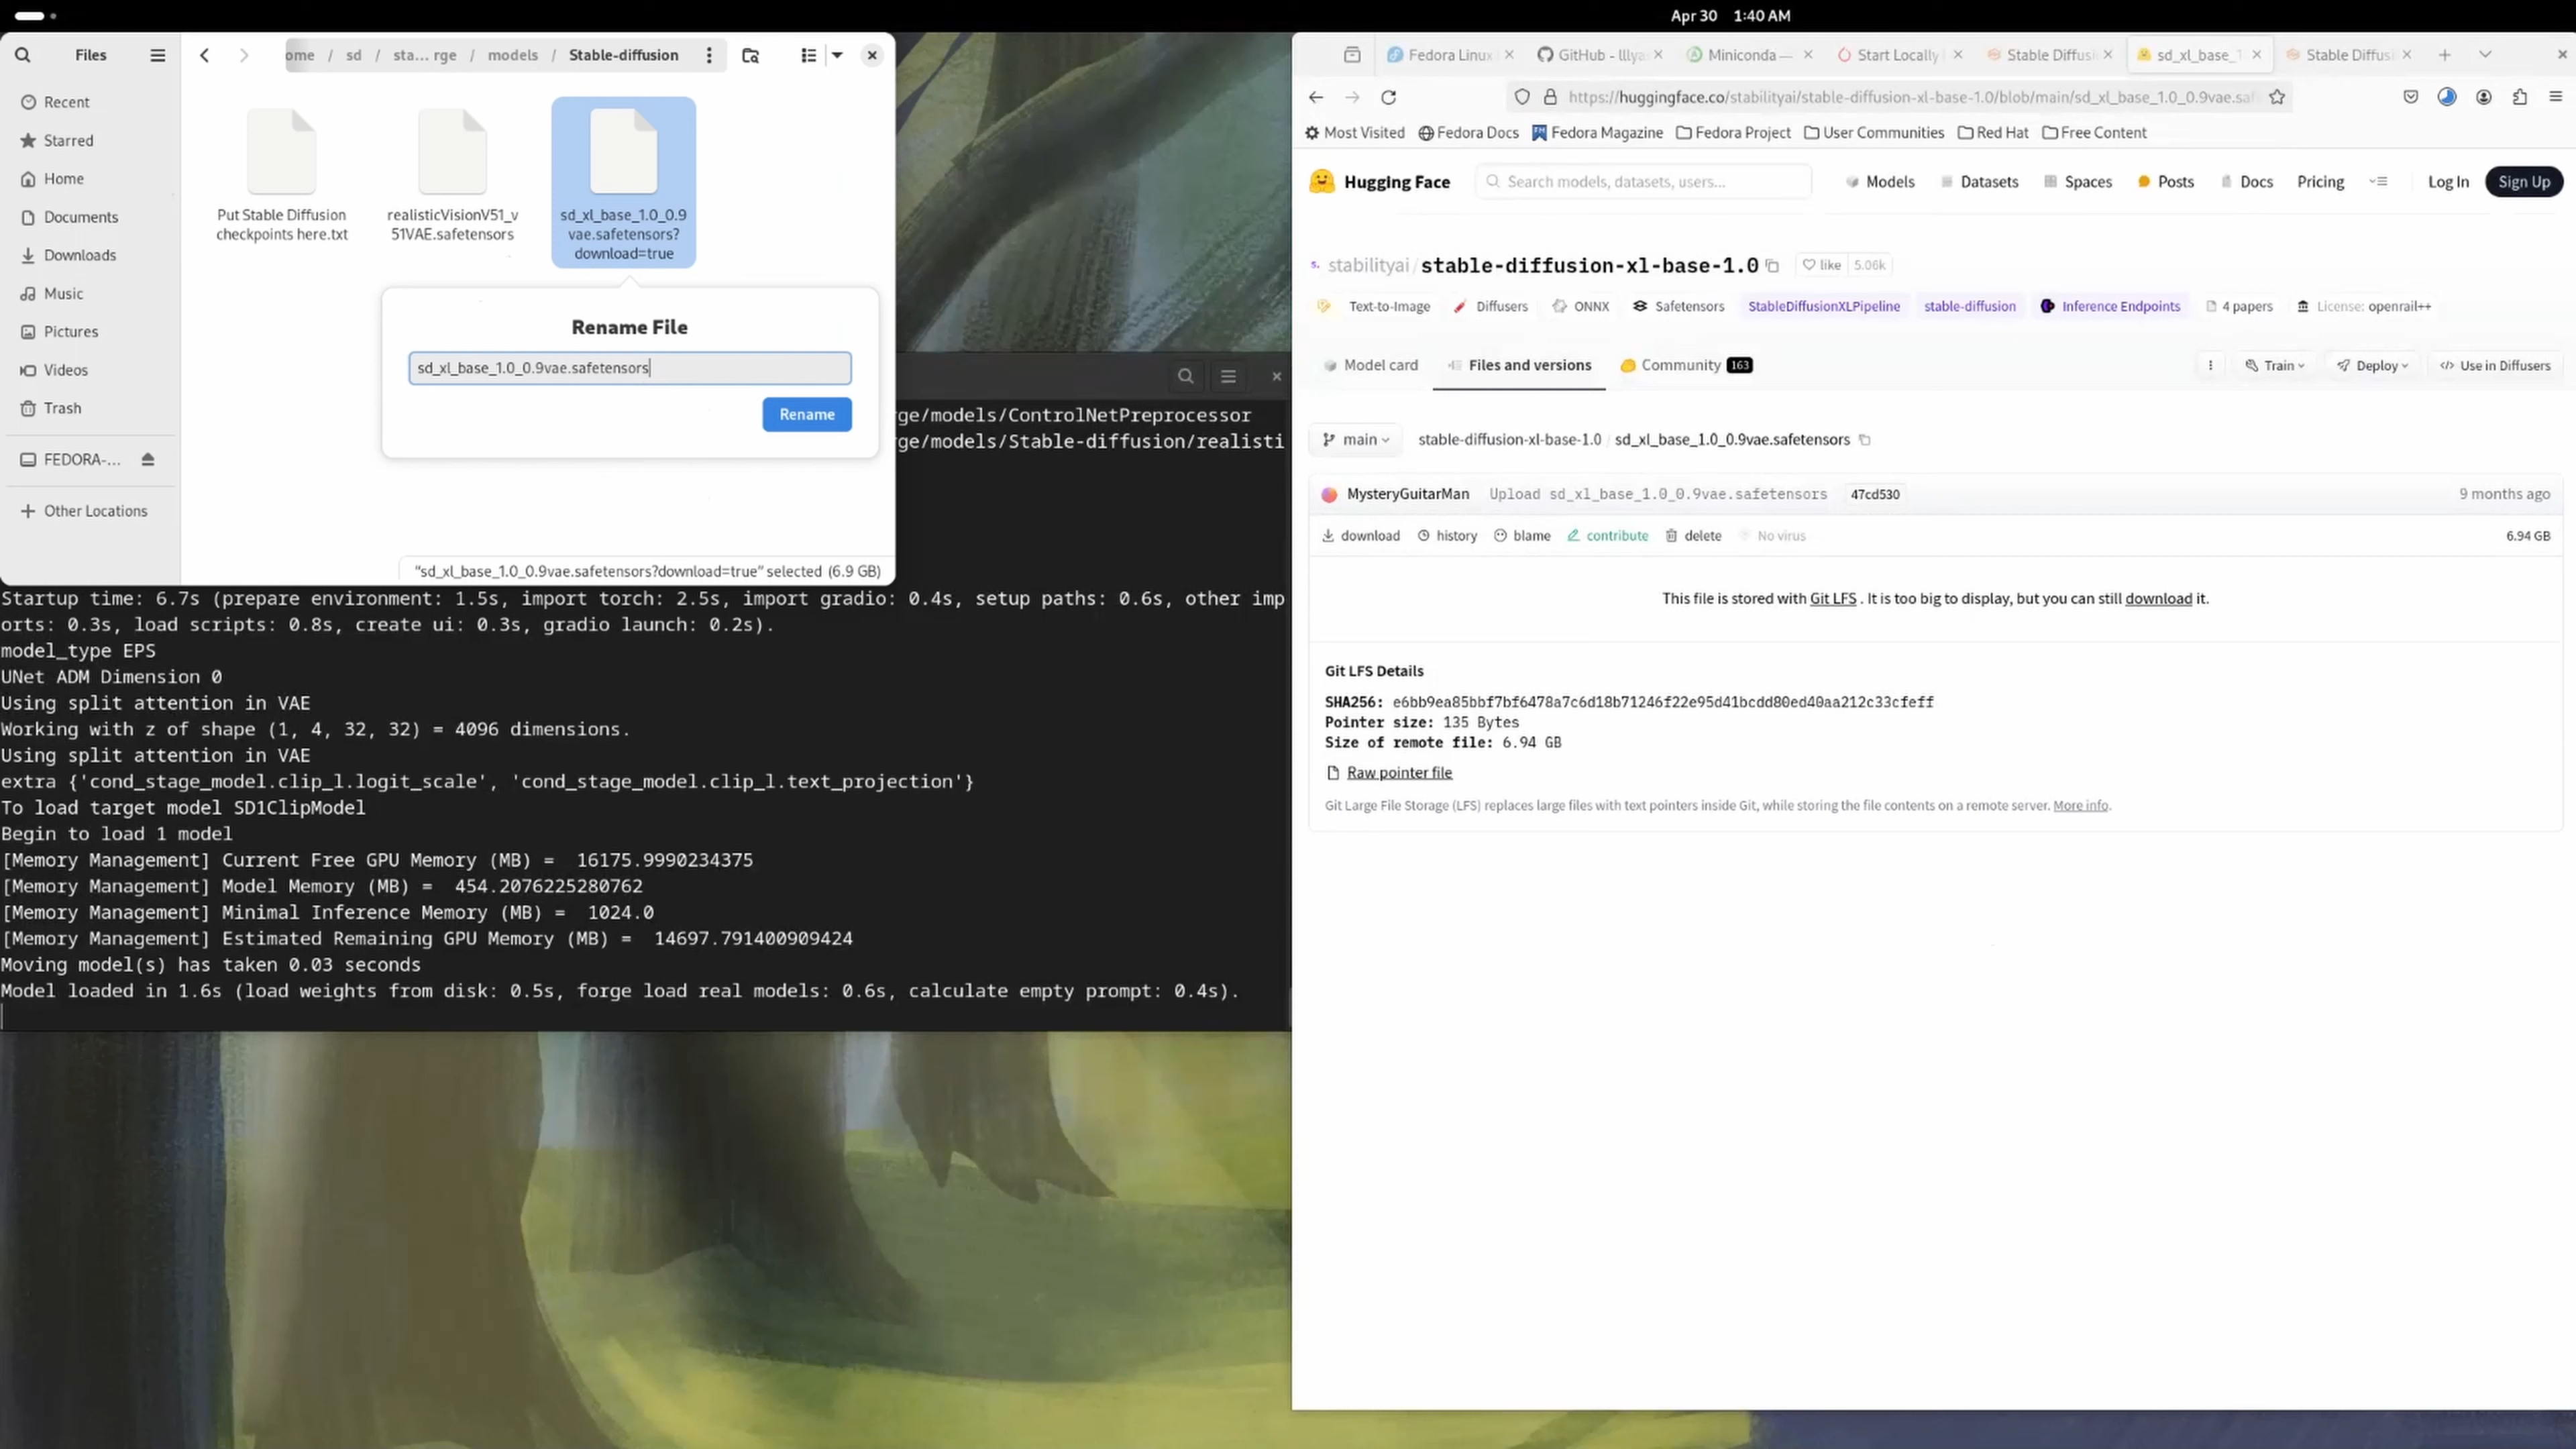 Apr 30 1:40 AM
Files
ome / sd / sta... rge / models / Stable-diffusion
Recent
Starred
Home
Documents
Downloads
Music
Pictures
Videos
Trash
FEDORA-...
Other Locations
Put Stable Diffusion
checkpoints here.txt
realisticVisionV51_v
51VAE.safetensors
sd_xl_base_1.0_0.9
vae.safetensors?
download=true
Rename File
sd_xl_base_1.0_0.9vae.safetensors
Rename
"sd_xl_base_1.0_0.9vae.safetensors?download=true" selected (6.9 GB)
ge/models/ControlNetPreprocessor
ge/models/Stable-diffusion/realisti
Startup time: 6.7s (prepare environment: 1.5s, import torch: 2.5s, import gradio: 0.4s, setup paths: 0.6s, other imp
orts: 0.3s, load scripts: 0.8s, create ui: 0.3s, gradio launch: 0.2s).
model_type EPS
UNet ADM Dimension 0
Using split attention in VAE
Working with z of shape (1, 4, 32, 32) = 4096 dimensions.
Using split attention in VAE
extra {'cond_stage_model.clip_l.logit_scale', 'cond_stage_model.clip_l.text_projection'}
To load target model SD1ClipModel
Begin to load 1 model
[Memory Management] Current Free GPU Memory (MB) =  16175.9990234375
[Memory Management] Model Memory (MB) =  454.2076225280762
[Memory Management] Minimal Inference Memory (MB) =  1024.0
[Memory Management] Estimated Remaining GPU Memory (MB) =  14697.791400909424
Moving model(s) has taken 0.03 seconds
Model loaded in 1.6s (load weights from disk: 0.5s, forge load real models: 0.6s, calculate empty prompt: 0.4s).
Fedora Linux GitHub - lllyas Miniconda — Start Locally Stable Diffusi sd_xl_base_1 Stable Diffusi
https://huggingface.co/stabilityai/stable-diffusion-xl-base-1.0/blob/main/sd_xl_base_1.0_0.9vae.saf
Most Visited Fedora Docs Fedora Magazine Fedora Project User Communities Red Hat Free Content
Hugging Face Search models, datasets, users... Models Datasets Spaces Posts Docs Pricing Log In Sign Up
stabilityai/stable-diffusion-xl-base-1.0 like 5.06k
Text-to-Image Diffusers ONNX Safetensors StableDiffusionXLPipeline stable-diffusion Inference Endpoints 4 papers License: openrail++
Model card Files and versions Community 163 Train Deploy Use in Diffusers
main stable-diffusion-xl-base-1.0 / sd_xl_base_1.0_0.9vae.safetensors
MysteryGuitarMan Upload sd_xl_base_1.0_0.9vae.safetensors 47cd530 9 months ago
download history blame contribute delete No virus 6.94 GB
This file is stored with Git LFS . It is too big to display, but you can still download it.
Git LFS Details
SHA256: e6bb9ea85bbf7bf6478a7c6d18b71246f22e95d41bcdd80ed40aa212c33cfeff
Pointer size: 135 Bytes
Size of remote file: 6.94 GB
Raw pointer file
Git Large File Storage (LFS) replaces large files with text pointers inside Git, while storing the file contents on a remote server. More info.